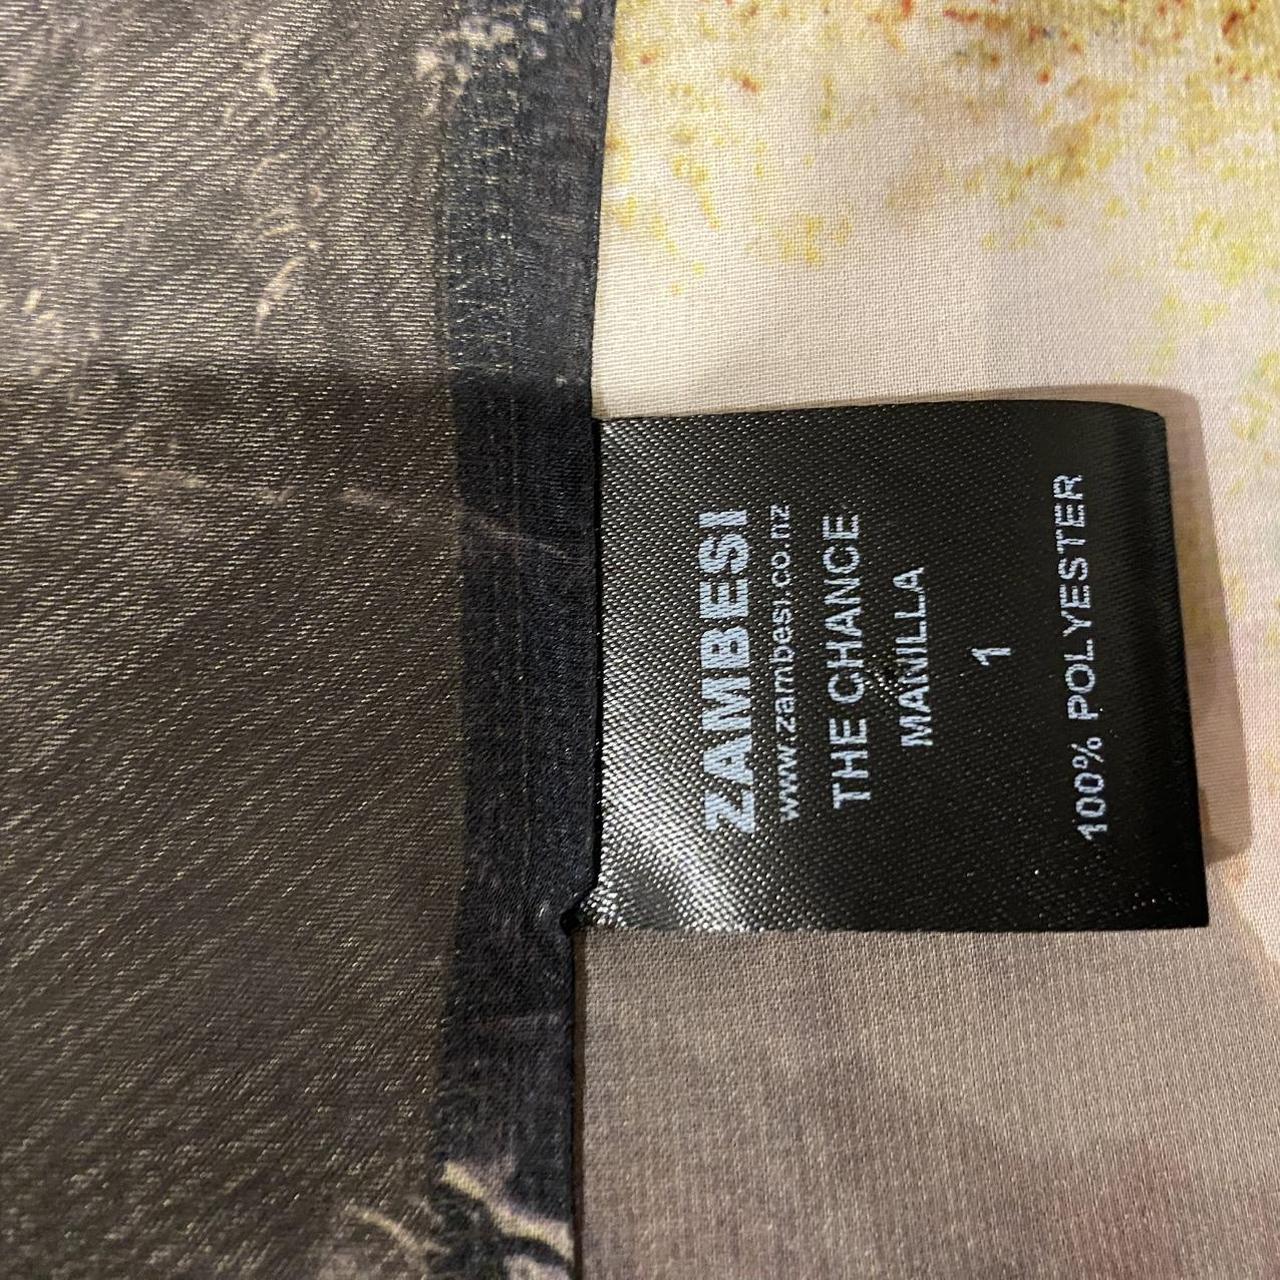 ZAMBESI
www.zambesi.co.nz
THE CHANCE
MANILLA
1
100% POLYESTER